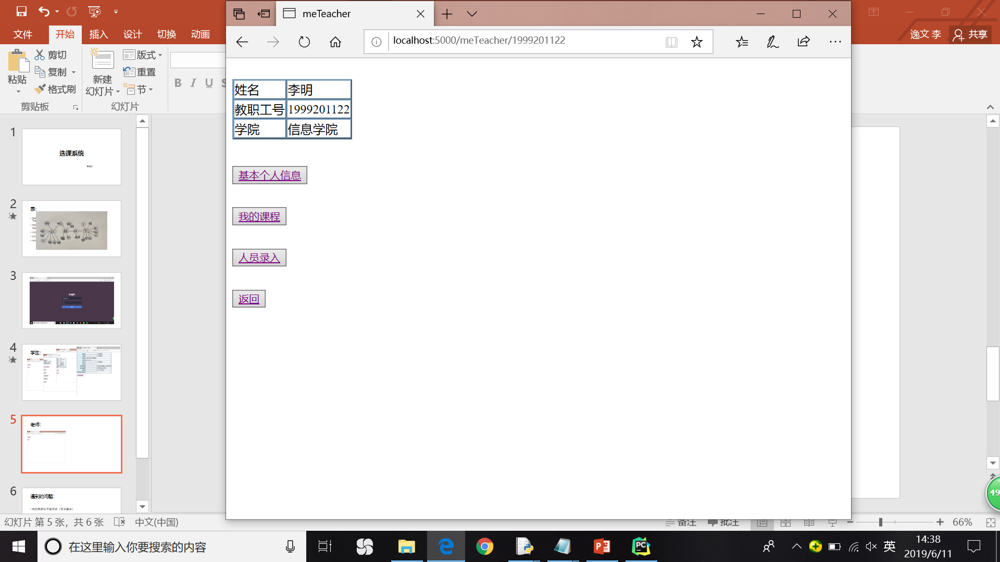 meTeacher
localhost:5000/meTeacher/1999201122
文件
开始
插入
设计
切换
动画
逸文 李
共享
粘贴
剪切
复制
格式刷
剪贴板
新建
幻灯片
版式
重置
节
幻灯片
B I U S
姓名 李明
教职工号 1999201122
学院 信息学院
基本个人信息
我的课程
人员录入
返回
1
选课系统
2
表:
3
Login
4
学生:
5
老师:
6
遇到的问题:
幻灯片 第 5 张，共 6 张
中文(中国)
备注
批注
66%
49
在这里输入你要搜索的内容
英
14:38
2019/6/11